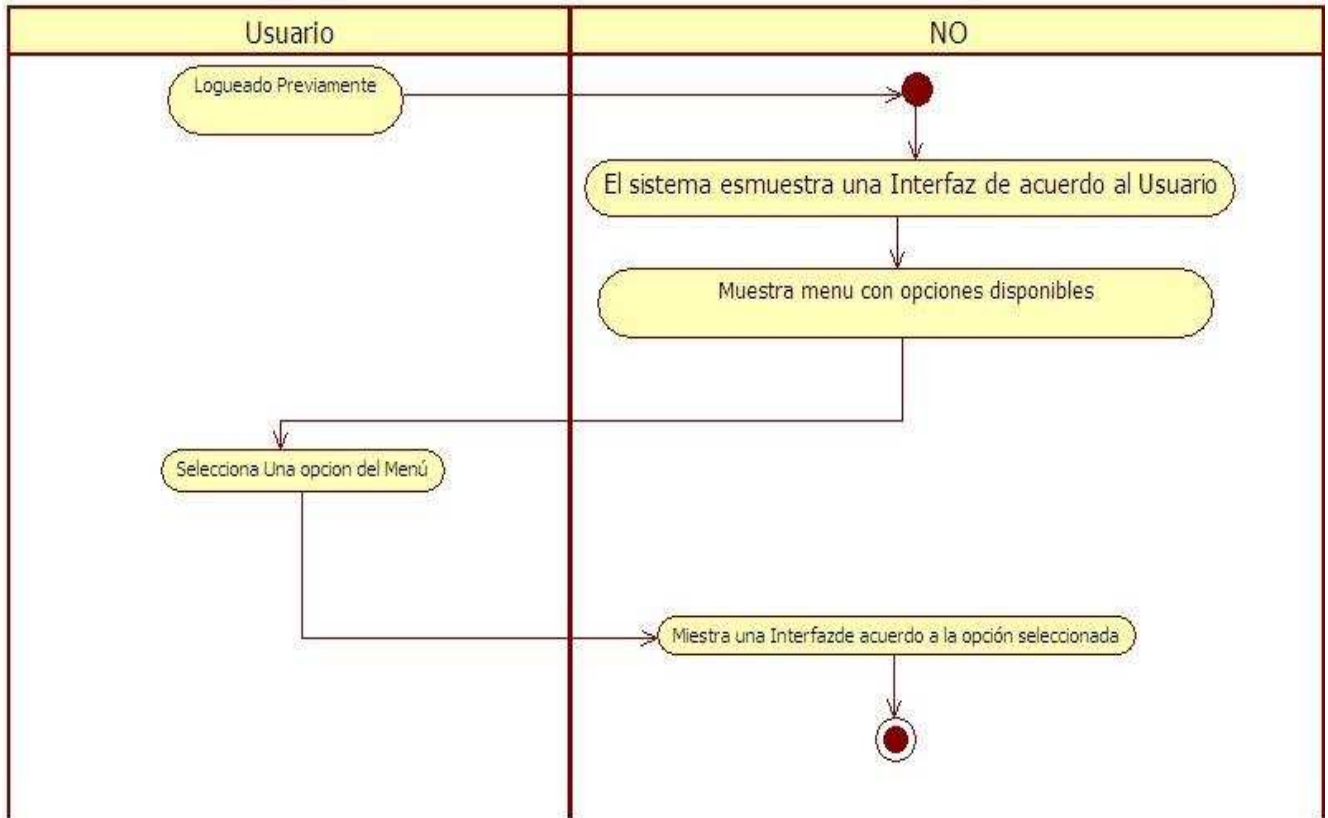 Usuario
NO
Logueado Previamente
El sistema esmuestra una Interfaz de acuerdo al Usuario
Muestra menu con opciones disponibles
Selecciona Una opcion del Menú
Miestra una Interfazde acuerdo a la opción seleccionada